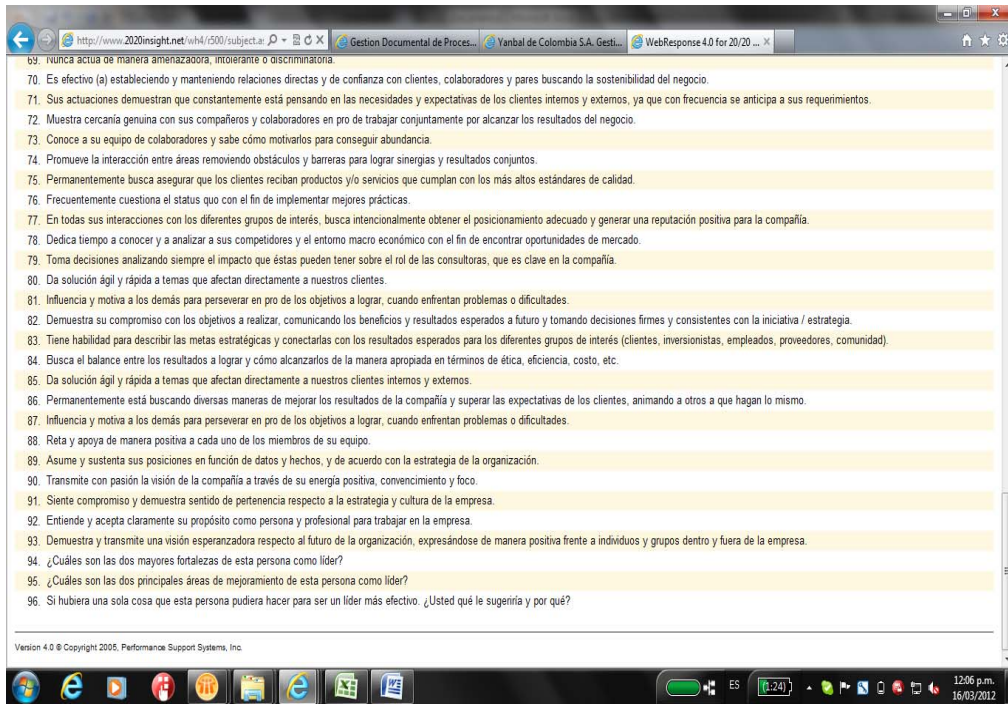 http://www.2020insight.net/wh4/r500/subject.a
Gestion Documental de Proces...
Yanbal de Colombia S.A. Gesti...
WebResponse 4.0 for 20/20 ...
69. Nunca actúa de manera amenazadora, intolerante o discriminatoria.
70. Es efectivo (a) estableciendo y manteniendo relaciones directas y de confianza con clientes, colaboradores y pares buscando la sostenibilidad del negocio.
71. Sus actuaciones demuestran que constantemente está pensando en las necesidades y expectativas de los clientes internos y externos, ya que con frecuencia se anticipa a sus requerimientos.
72. Muestra cercanía genuina con sus compañeros y colaboradores en pro de trabajar conjuntamente por alcanzar los resultados del negocio.
73. Conoce a su equipo de colaboradores y sabe cómo motivarlos para conseguir abundancia.
74. Promueve la interacción entre áreas removiendo obstáculos y barreras para lograr sinergias y resultados conjuntos.
75. Permanentemente busca asegurar que los clientes reciban productos y/o servicios que cumplan con los más altos estándares de calidad.
76. Frecuentemente cuestiona el status quo con el fin de implementar mejores prácticas.
77. En todas sus interacciones con los diferentes grupos de interés, busca intencionalmente obtener el posicionamiento adecuado y generar una reputación positiva para la compañía.
78. Dedica tiempo a conocer y a analizar a sus competidores y el entorno macro económico con el fin de encontrar oportunidades de mercado.
79. Toma decisiones analizando siempre el impacto que éstas pueden tener sobre el rol de las consultoras, que es clave en la compañía.
80. Da solución ágil y rápida a temas que afectan directamente a nuestros clientes.
81. Influencia y motiva a los demás para perseverar en pro de los objetivos a lograr, cuando enfrentan problemas o dificultades.
82. Demuestra su compromiso con los objetivos a realizar, comunicando los beneficios y resultados esperados a futuro y tomando decisiones firmes y consistentes con la iniciativa / estrategia.
83. Tiene habilidad para describir las metas estratégicas y conectarlas con los resultados esperados para los diferentes grupos de interés (clientes, inversionistas, empleados, proveedores, comunidad).
84. Busca el balance entre los resultados a lograr y cómo alcanzarlos de la manera apropiada en términos de ética, eficiencia, costo, etc.
85. Da solución ágil y rápida a temas que afectan directamente a nuestros clientes internos y externos.
86. Permanentemente está buscando diversas maneras de mejorar los resultados de la compañía y superar las expectativas de los clientes, animando a otros a que hagan lo mismo.
87. Influencia y motiva a los demás para perseverar en pro de los objetivos a lograr, cuando enfrentan problemas o dificultades.
88. Reta y apoya de manera positiva a cada uno de los miembros de su equipo.
89. Asume y sustenta sus posiciones en función de datos y hechos, y de acuerdo con la estrategia de la organización.
90. Transmite con pasión la visión de la compañía a través de su energía positiva, convencimiento y foco.
91. Siente compromiso y demuestra sentido de pertenencia respecto a la estrategia y cultura de la empresa.
92. Entiende y acepta claramente su propósito como persona y profesional para trabajar en la empresa.
93. Demuestra y transmite una visión esperanzadora respecto al futuro de la organización, expresándose de manera positiva frente a individuos y grupos dentro y fuera de la empresa.
94. ¿Cuáles son las dos mayores fortalezas de esta persona como líder?
95. ¿Cuáles son las dos principales áreas de mejoramiento de esta persona como líder?
96. Si hubiera una sola cosa que esta persona pudiera hacer para ser un líder más efectivo. ¿Usted qué le sugeriría y por qué?
Version 4.0 © Copyright 2005, Performance Support Systems, Inc.
ES
(1:24)
12:06 p.m.
16/03/2012